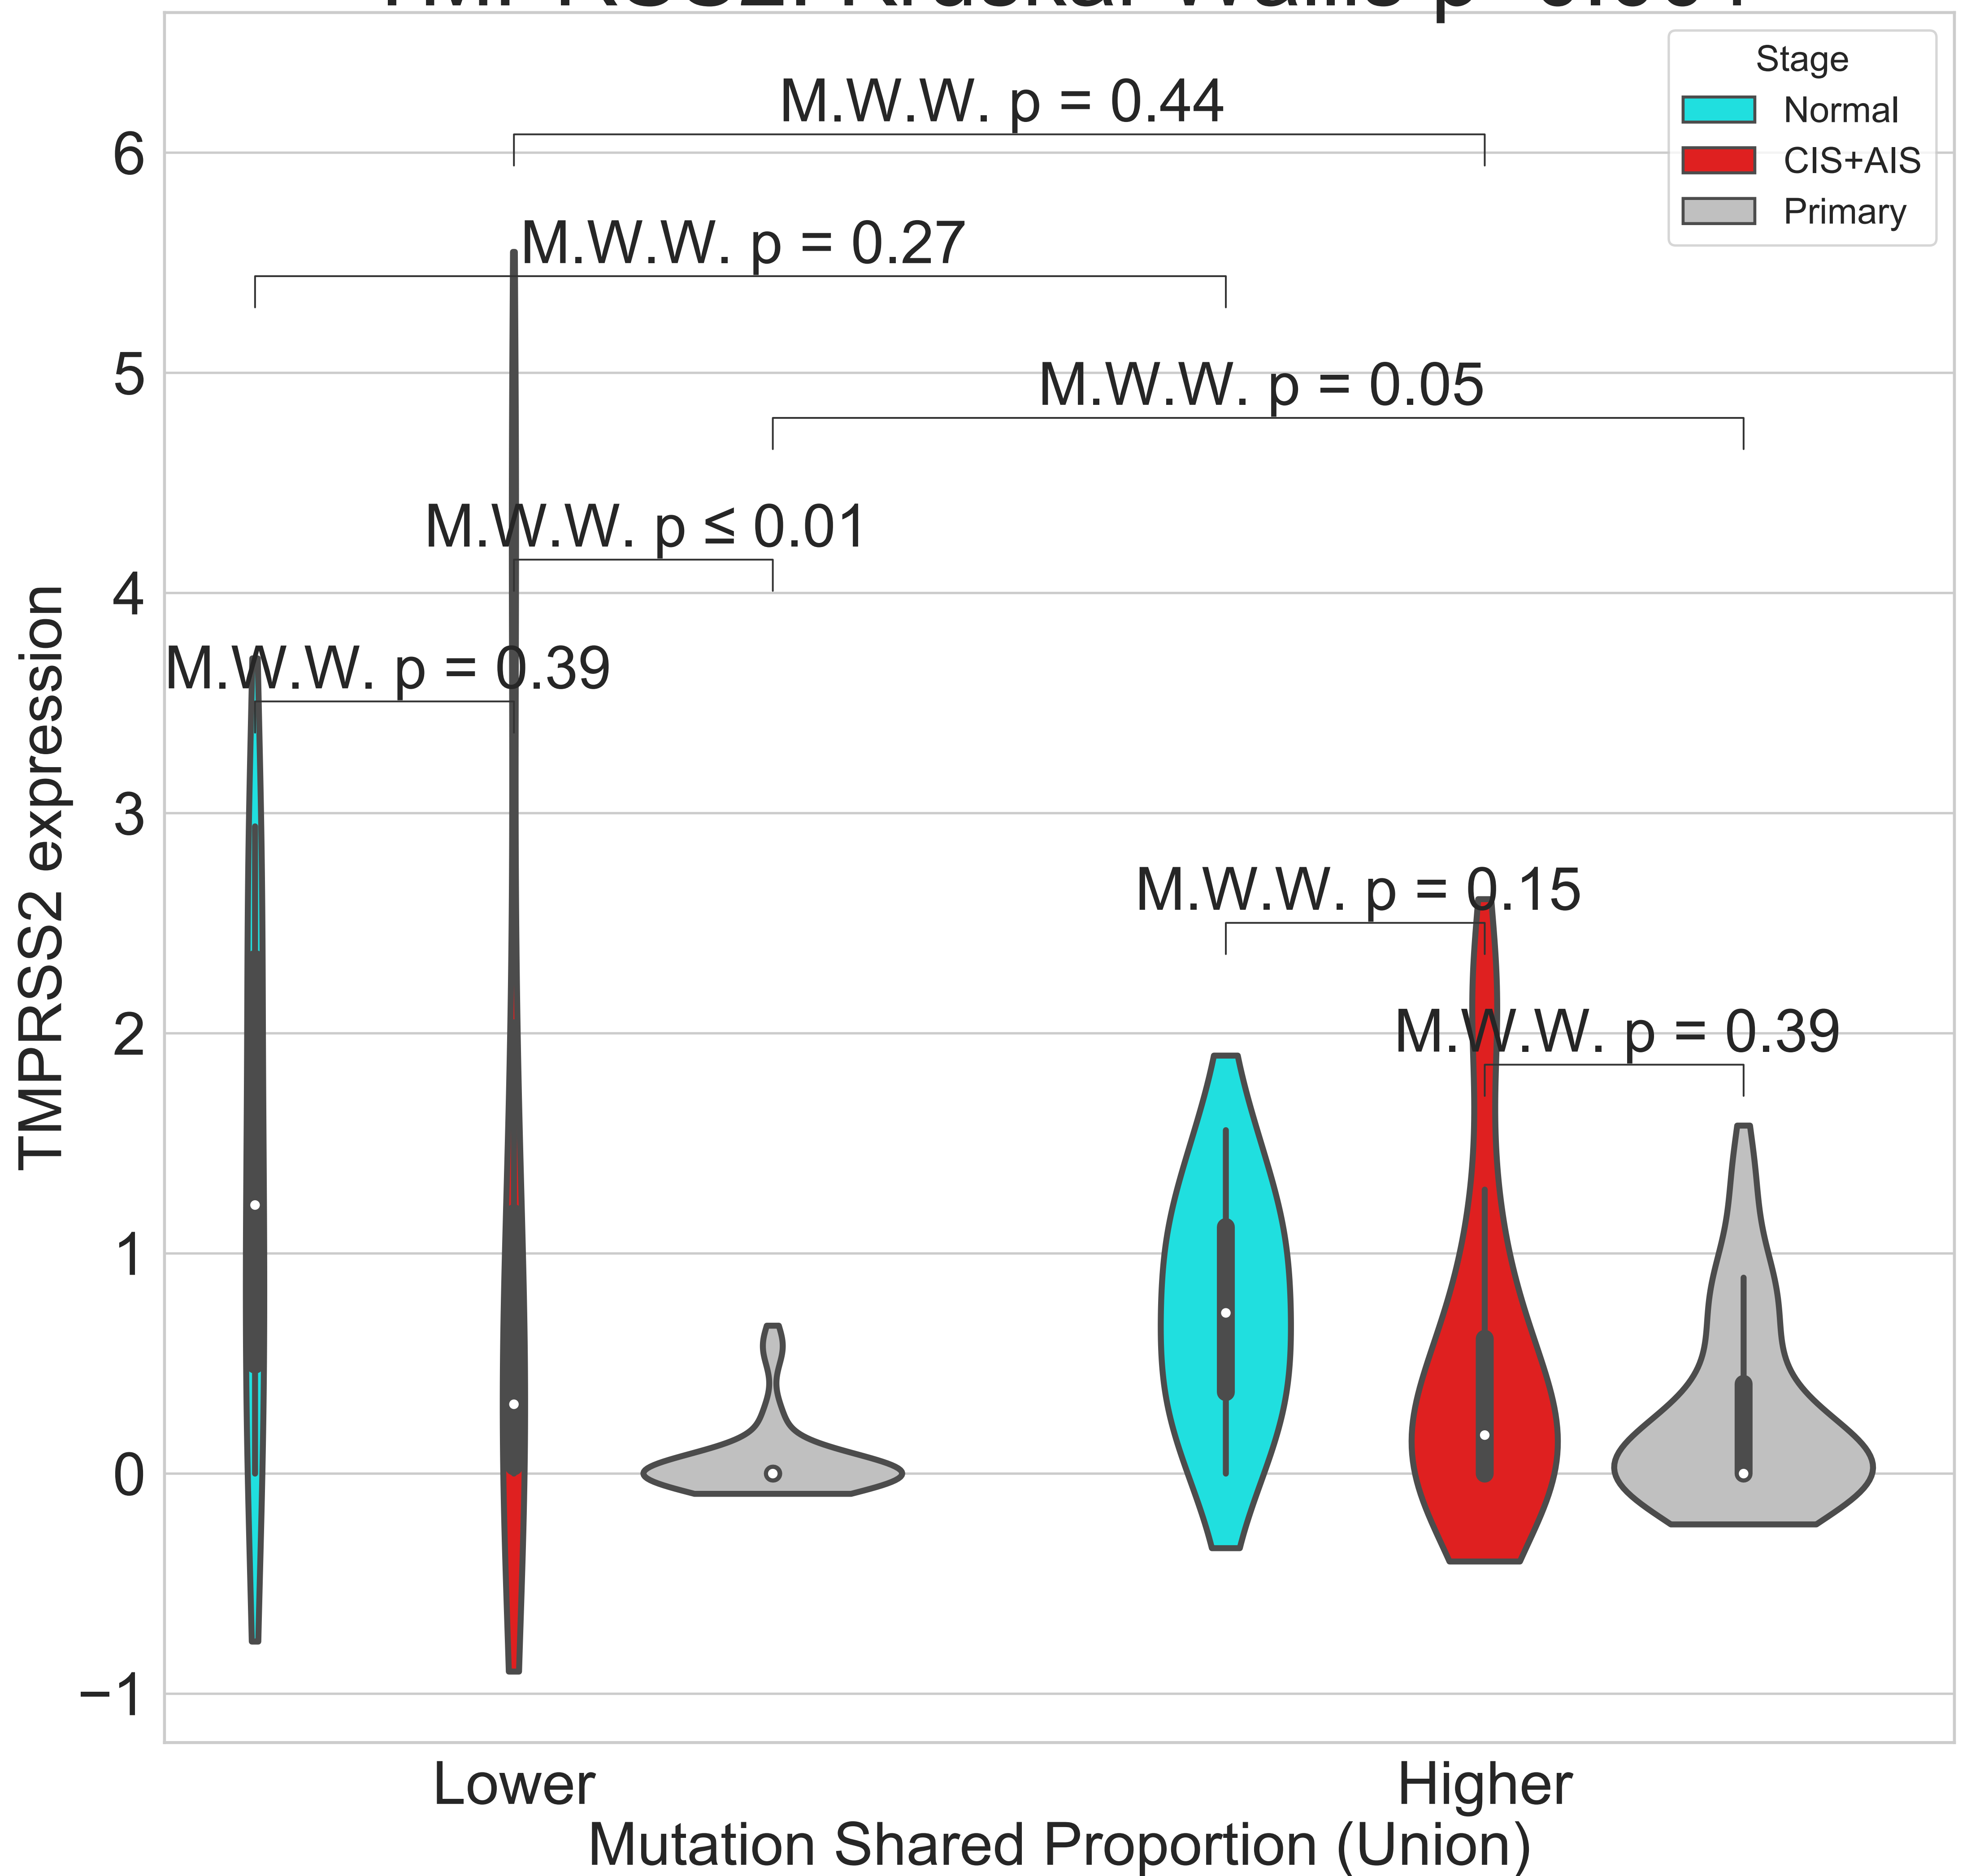 Stage
Normal
CIS+AIS
Primary
M.W.W. p = 0.44
M.W.W. p = 0.27
M.W.W. p = 0.05
M.W.W. p ≤ 0.01
M.W.W. p = 0.39
M.W.W. p = 0.15
M.W.W. p = 0.39
6
5
4
3
2
1
0
−1
TMPRSS2 expression
Lower
Higher
Mutation Shared Proportion (Union)